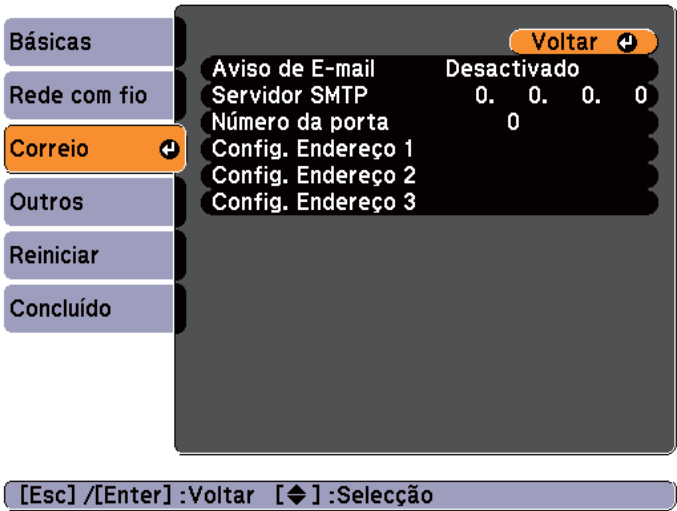 Básicas
Rede com fio
Correio
Outros
Reiniciar
Concluído
Voltar
Aviso de E-mail Desactivado
Servidor SMTP 0. 0. 0. 0
Número da porta 0
Config. Endereço 1
Config. Endereço 2
Config. Endereço 3
[Esc] /[Enter] :Voltar [◆] :Selecção